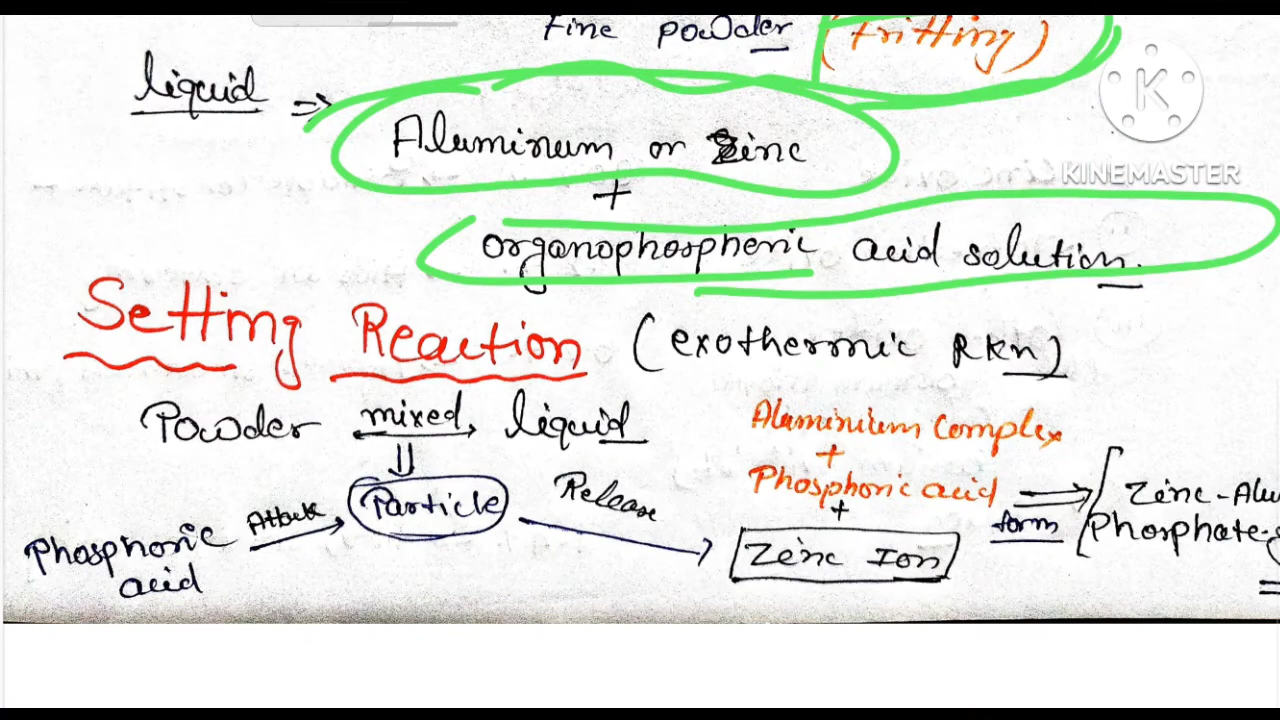 Fine powder (Fritting)
liquid ⇒
Aluminum or Zinc
+
organophospheric acid solution.
Setting Reaction (exothermic Rkn)
Powder mixed liquid
Aluminium Complex
+
Phosphoric acid
+
Zinc Ion
Phosphoric acid Attack Particle Release
form
Zinc-Alu
Phosphate-
K
KINEMASTER